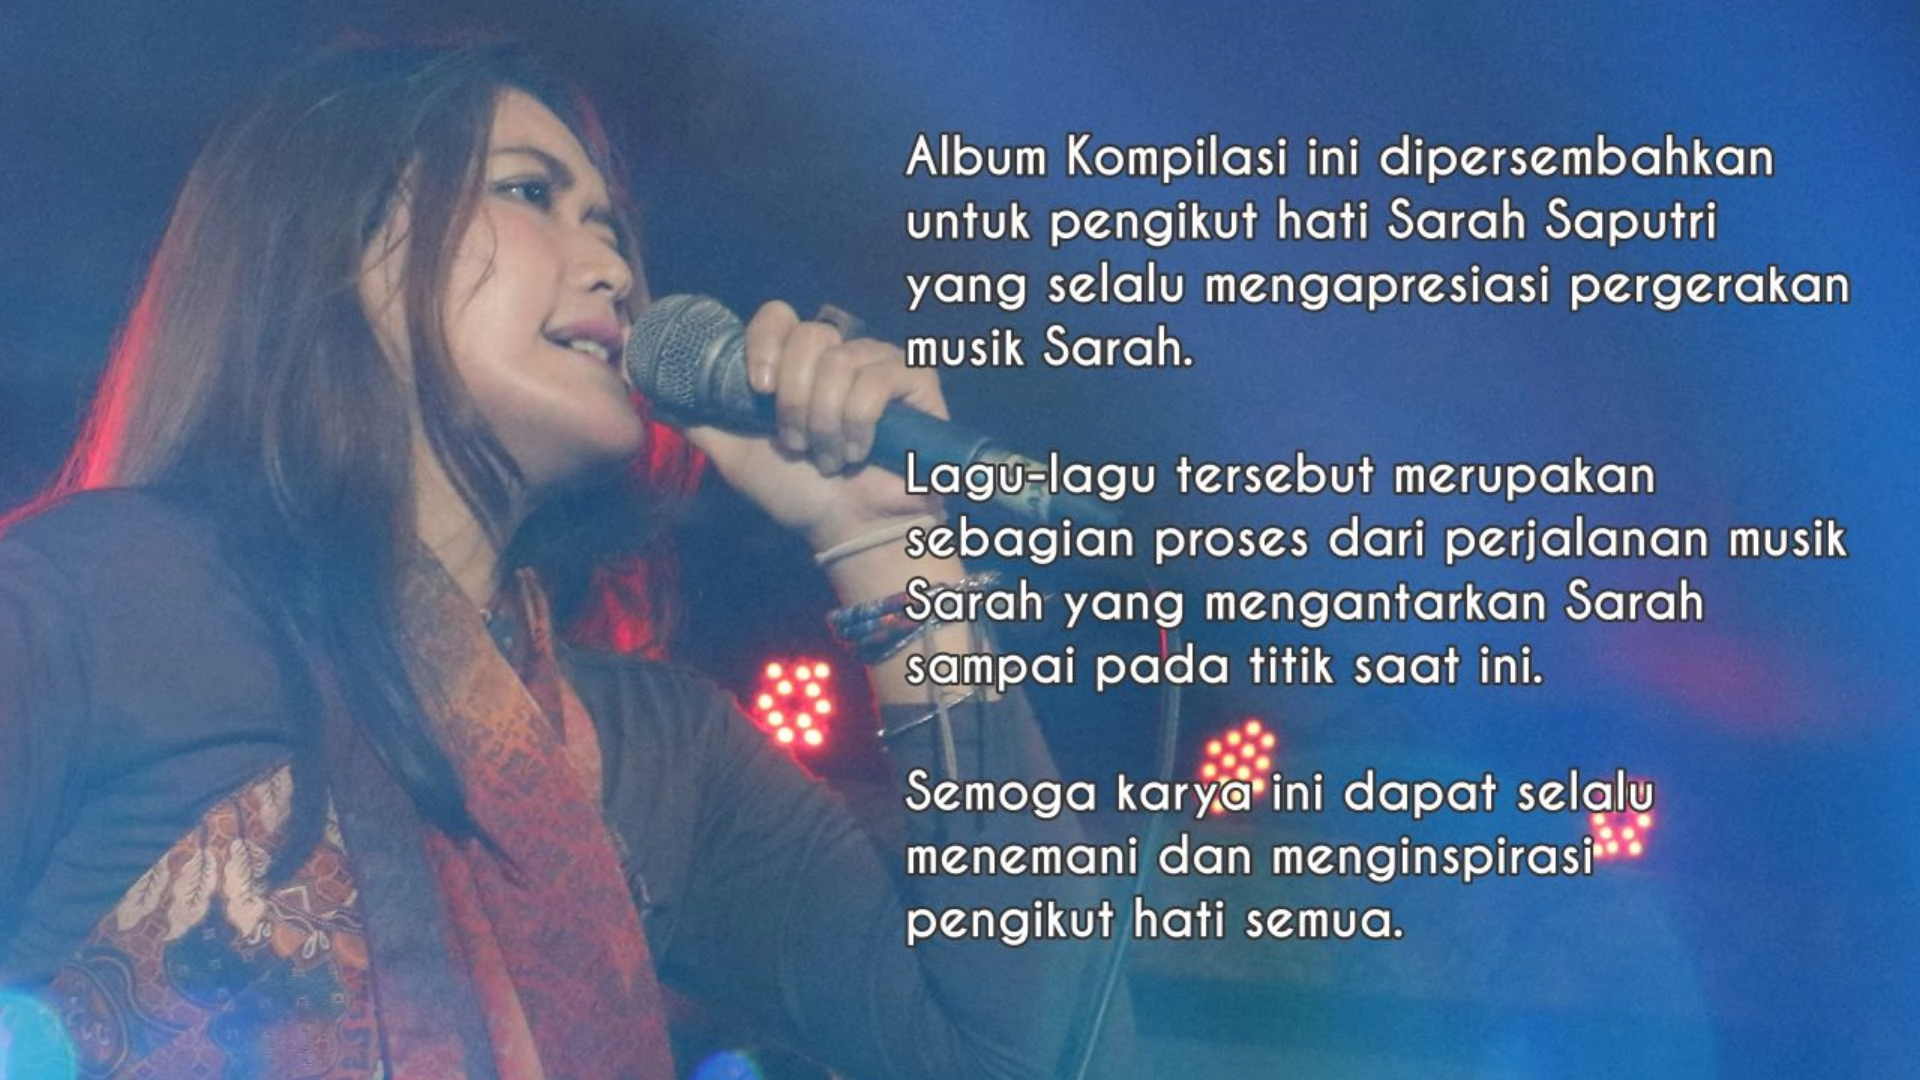 Album Kompilasi ini dipersembahkan
untuk pengikut hati Sarah Saputri
yang selalu mengapresiasi pergerakan
musik Sarah.
Lagu-lagu tersebut merupakan
sebagian proses dari perjalanan musik
Sarah yang mengantarkan Sarah
sampai pada titik saat ini.
Semoga karya ini dapat selalu
menemani dan menginspirasi
pengikut hati semua.